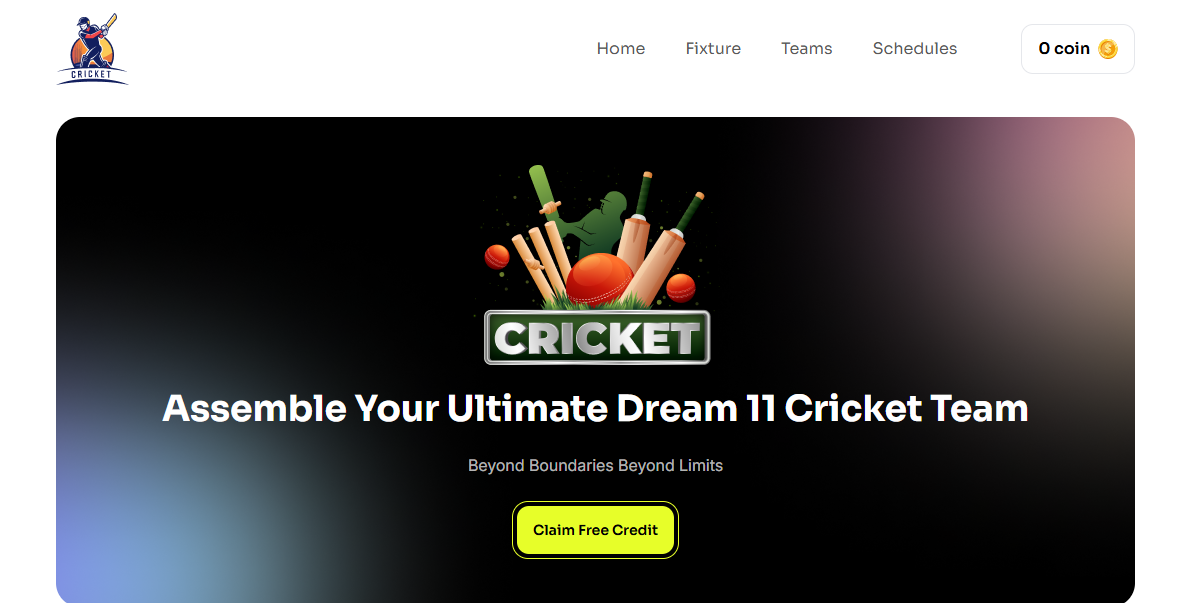 CRICKET
Home Fixture Teams Schedules 0 coin
CRICKET
Assemble Your Ultimate Dream 11 Cricket Team
Beyond Boundaries Beyond Limits
Claim Free Credit